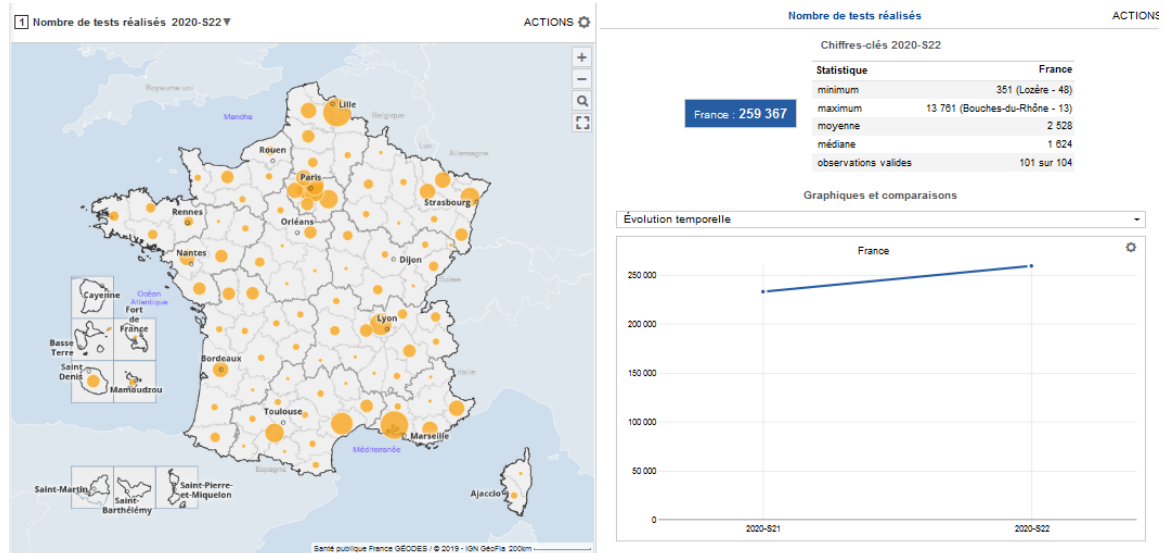 1 Nombre de tests réalisés 2020-S22▼
ACTIONS
+
−
Royaume uni
Manche
Belgique
Lux.
Allemagne
Suisse
Italie
Espagne
Océan
Atlantique
Méditerranée
Lille
Rouen
Paris
Strasbourg
Rennes
Orléans
Nantes
Dijon
Lyon
Bordeaux
Toulouse
Marseille
Ajaccio
Cayenne
Fort
de
France
Basse
Terre
Saint
Denis
Mamoudzou
Saint-Martin
Saint-
Barthélémy
Saint-Pierre-
et-Miquelon
Santé publique France GÉODES / © 2019 - IGN GéoFla 200km
Nombre de tests réalisés
ACTIONS
Chiffres-clés 2020-S22
France : 259 367
Statistique France
minimum 351 (Lozère - 48)
maximum 13 761 (Bouches-du-Rhône - 13)
moyenne 2 528
médiane 1 624
observations valides 101 sur 104
Graphiques et comparaisons
Évolution temporelle
France
250 000
200 000
150 000
100 000
50 000
0
2020-S21 2020-S22